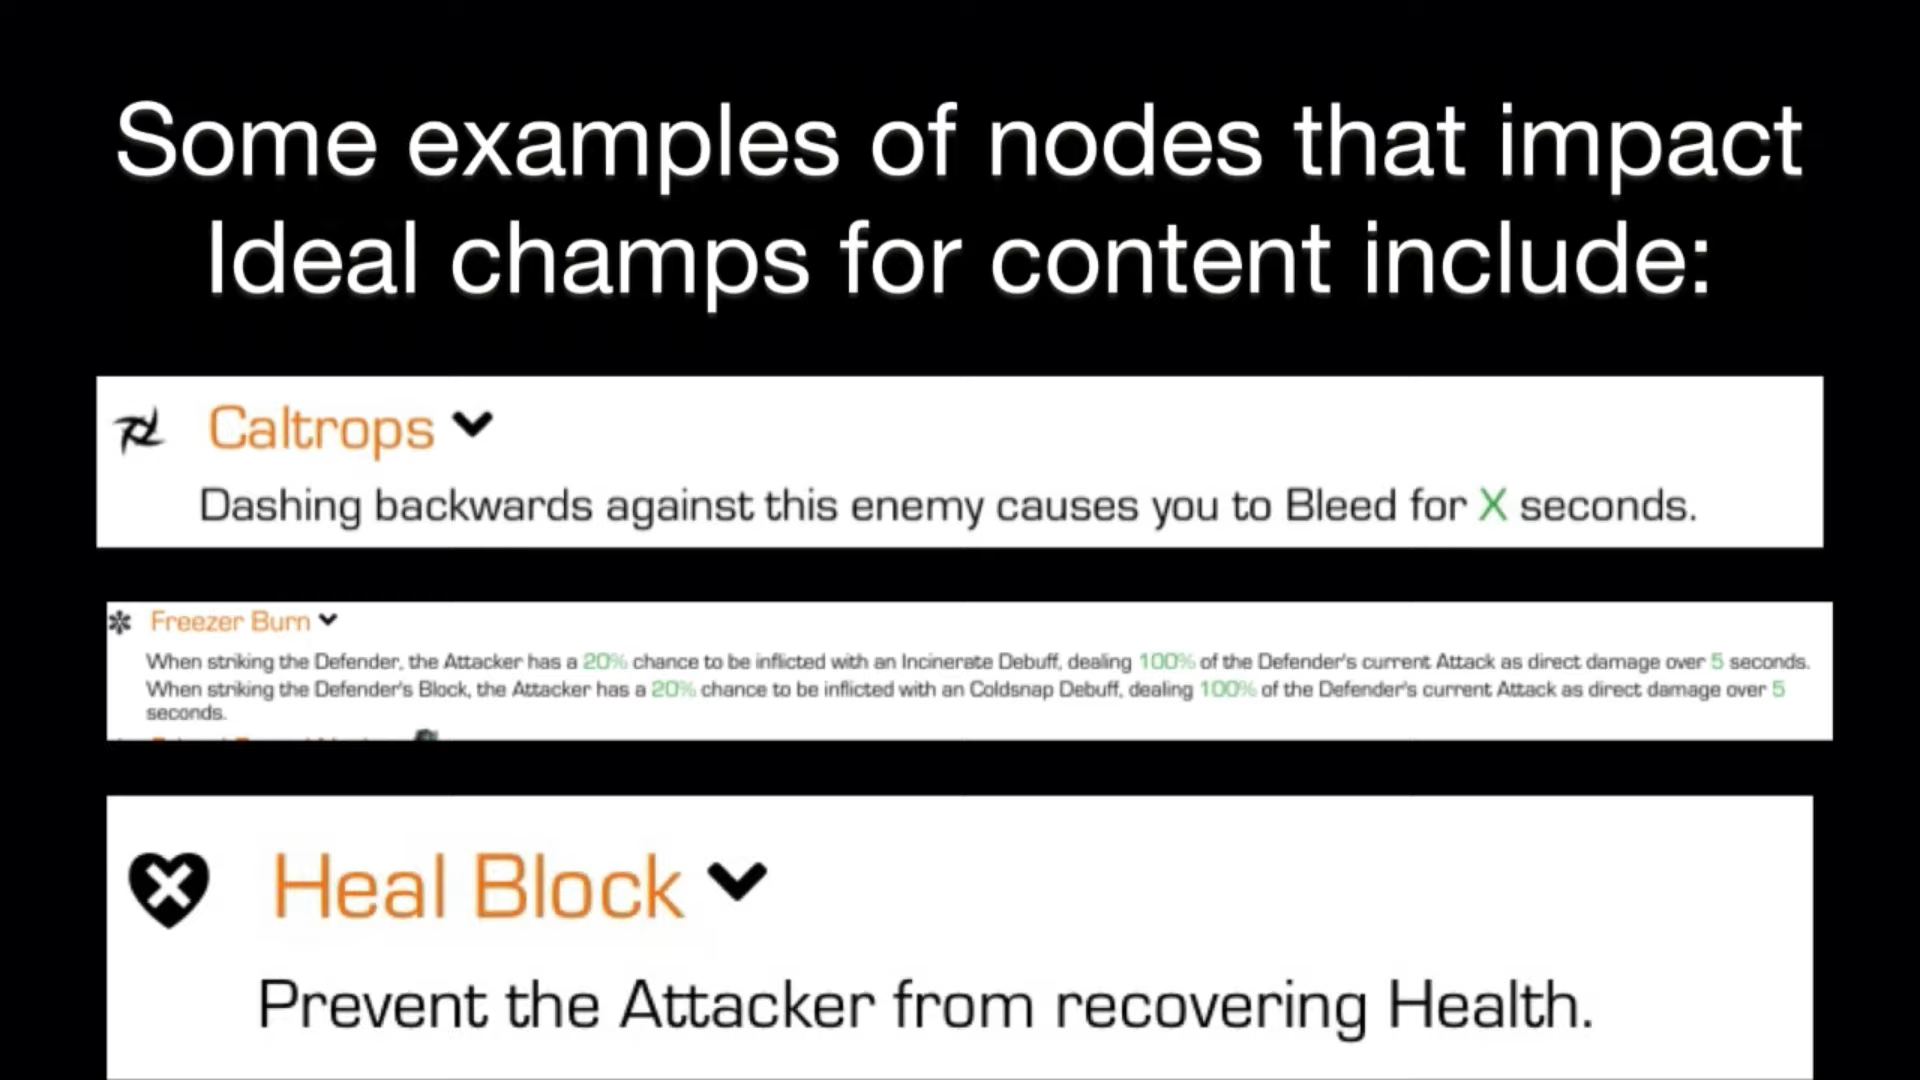 Some examples of nodes that impact
Ideal champs for content include:
Caltrops
Dashing backwards against this enemy causes you to Bleed for X seconds.
Freezer Burn
When striking the Defender, the Attacker has a 20% chance to be inflicted with an Incinerate Debuff, dealing 100% of the Defender's current Attack as direct damage over 5 seconds.
When striking the Defender's Block, the Attacker has a 20% chance to be inflicted with an Coldsnap Debuff, dealing 100% of the Defender's current Attack as direct damage over 5
seconds.
Heal Block
Prevent the Attacker from recovering Health.